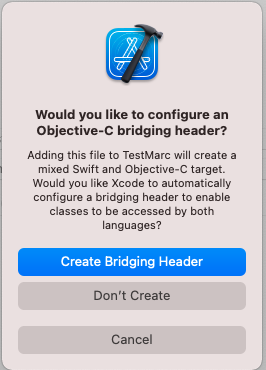 Would you like to configure an
Objective-C bridging header?
Adding this file to TestMarc will create a
mixed Swift and Objective-C target.
Would you like Xcode to automatically
configure a bridging header to enable
classes to be accessed by both
languages?
Create Bridging Header
Don't Create
Cancel